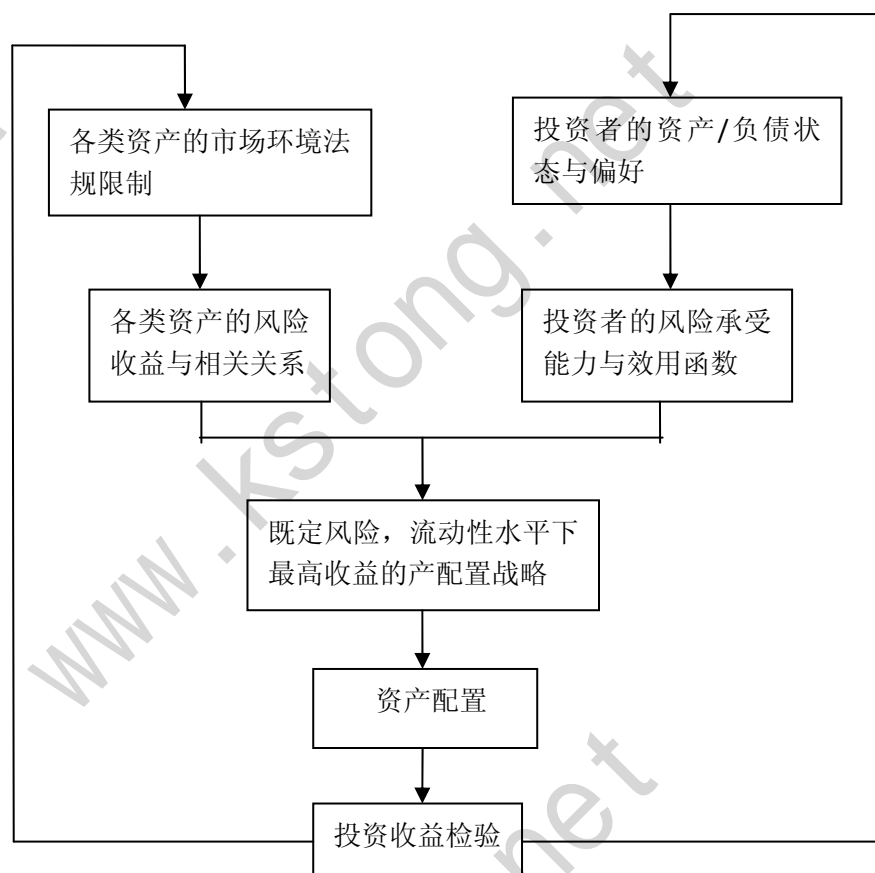 各类资产的市场环境法
规限制
投资者的资产/负债状
态与偏好
各类资产的风险
收益与相关关系
投资者的风险承受
能力与效用函数
既定风险，流动性水平下
最高收益的产配置战略
资产配置
投资收益检验
www.kstong.net
net